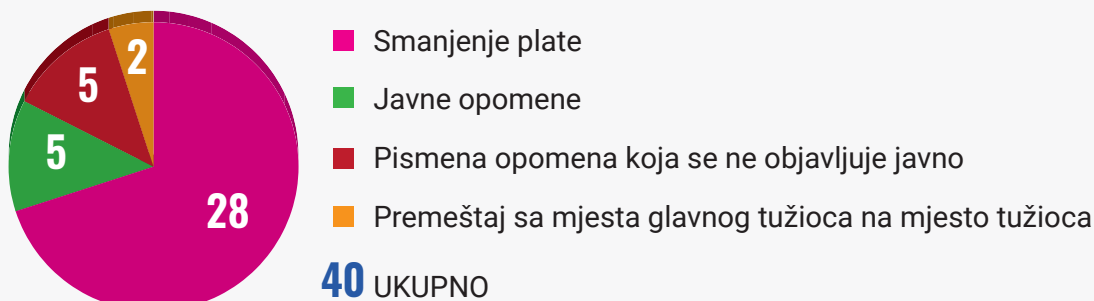 2
5
5
28
Smanjenje plate
Javne opomene
Pismena opomena koja se ne objavljuje javno
Premeštaj sa mjesta glavnog tužioca na mjesto tužioca
40 UKUPNO